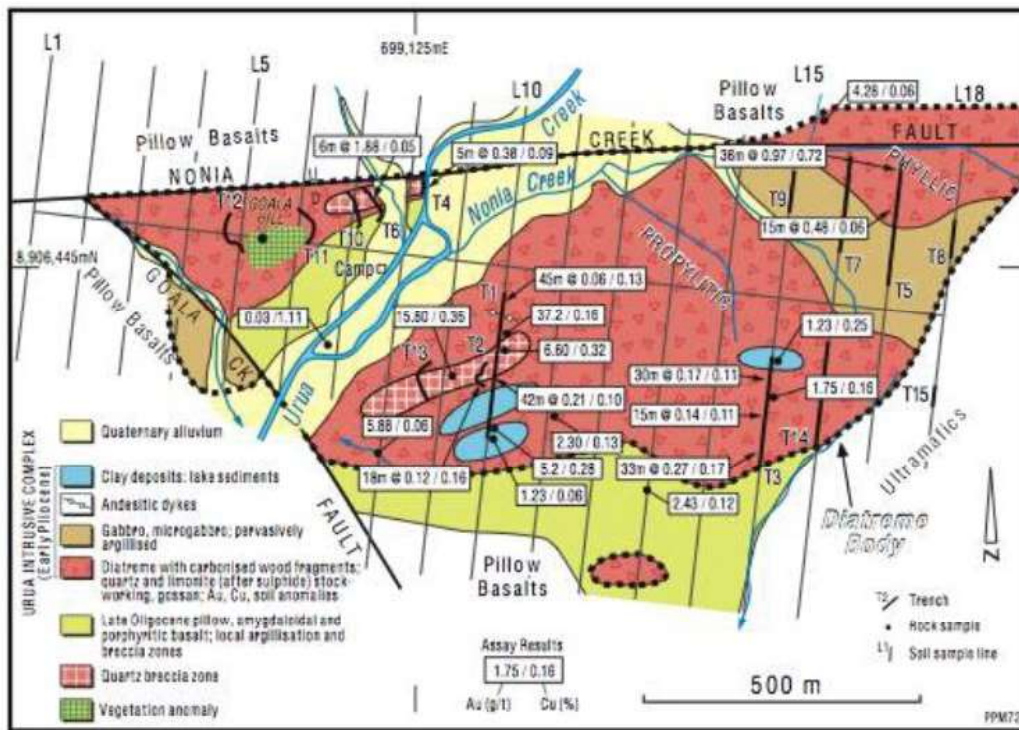 L1
699,125mE
L5
L10
L15
L18
Pillow
Basalts
4.28 / 0.06
Pillow Basalts
6m @ 1.88 / 0.05
5m @ 0.38 / 0.09
Creek
CREEK
FAULT
NONIA
36m @ 0.97 / 0.72
PHYLLIC
U
D
T12
GOALA
HILL
T4
Nonia Creek
T9
T10
T6
T11
15m @ 0.48 / 0.06
PROPYLITIC
T7
T8
T5
8,906,445mN
Camp
Pillow Basalts
GOALA
CK
T1
45m @ 0.06 / 0.13
0.03 / 1.11
15.80 / 0.36
37.2 / 0.16
1.23 / 0.25
T2
6.60 / 0.32
T13
30m @ 0.17 / 0.11
1.75 / 0.16
42m @ 0.21 / 0.10
T15
Urua
5.88 / 0.06
15m @ 0.14 / 0.11
2.30 / 0.13
T14
18m @ 0.12 / 0.16
5.2 / 0.28
33m @ 0.27 / 0.17
T3
Ultramafics
1.23 / 0.06
2.43 / 0.12
FAULT
Diatreme
Body
Pillow
Basalts
N
URUA INTRUSIVE COMPLEX
(Early Pliocene)
Quaternary alluvium
Clay deposits; lake sediments
Andesitic dykes
Gabbro, microgabbro; pervasively
argillised
Diatreme with carbonised wood fragments;
quartz and limonite (after sulphide) stock-
working, gossan; Au, Cu, soil anomalies
Late Oligocene pillow, amygdaloidal and
porphyritic basalt; local argillisation and
breccia zones
Quartz breccia zone
Vegetation anomaly
Assay Results
1.75 / 0.16
Au (g/t)
Cu (%)
T2 Trench
Rock sample
L1 Soil sample line
500 m
PPM72